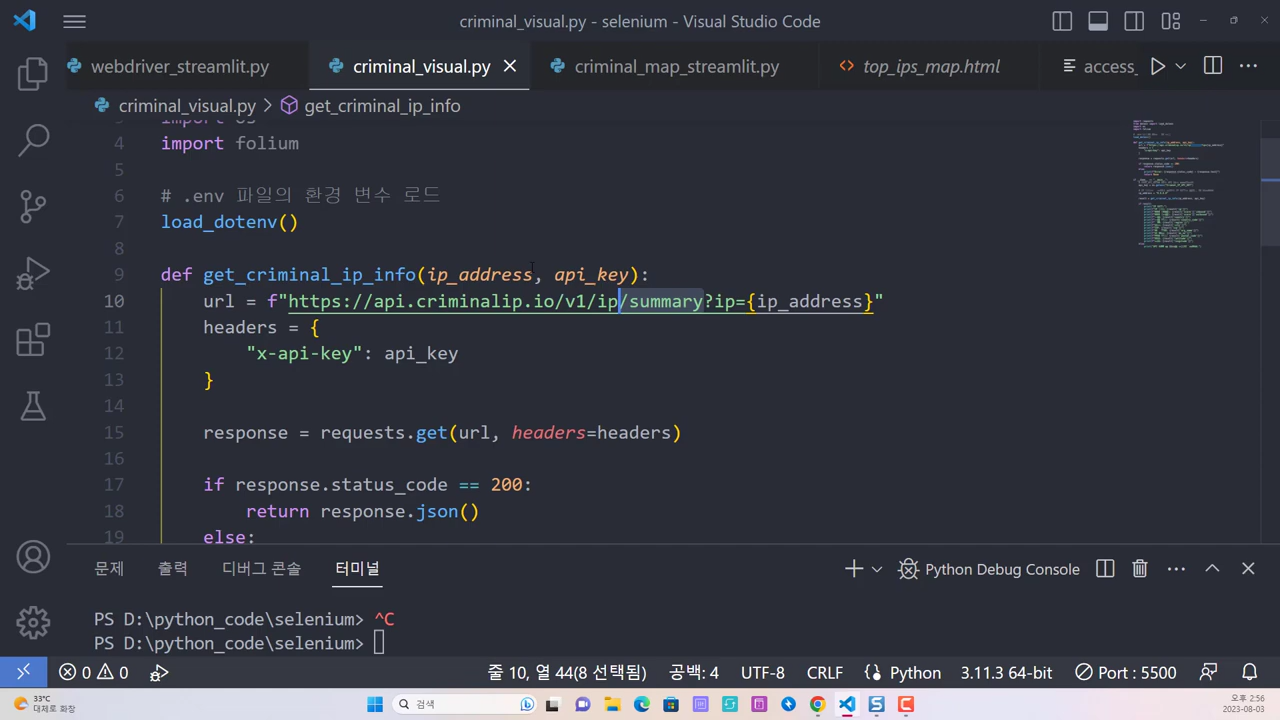 criminal_visual.py - selenium - Visual Studio Code
webdriver_streamlit.py criminal_visual.py criminal_map_streamlit.py top_ips_map.html access_
criminal_visual.py > get_criminal_ip_info
4 import folium
5
6 # .env 파일의 환경 변수 로드
7 load_dotenv()
8
9 def get_criminal_ip_info(ip_address, api_key):
10 url = f"https://api.criminalip.io/v1/ip/summary?ip={ip_address}"
11 headers = {
12 "x-api-key": api_key
13 }
14
15 response = requests.get(url, headers=headers)
16
17 if response.status_code == 200:
18 return response.json()
19 else:
문제 출력 디버그 콘솔 터미널 Python Debug Console
PS D:\python_code\selenium> ^C
PS D:\python_code\selenium>
0 0 줄 10, 열 44(8 선택됨) 공백: 4 UTF-8 CRLF Python 3.11.3 64-bit Port : 5500
33°C
대체로 화창
검색
오후 2:56
2023-08-03